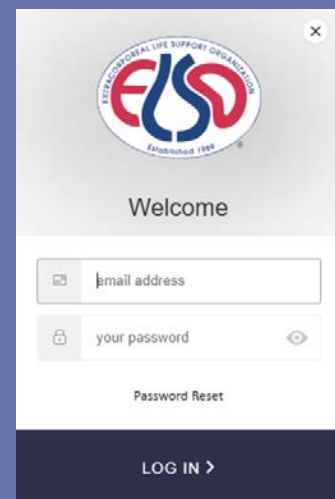 EXTRACORPOREAL LIFE SUPPORT ORGANIZATION
ELSO
Established 1989
®
Welcome
email address
your password
Password Reset
LOG IN >